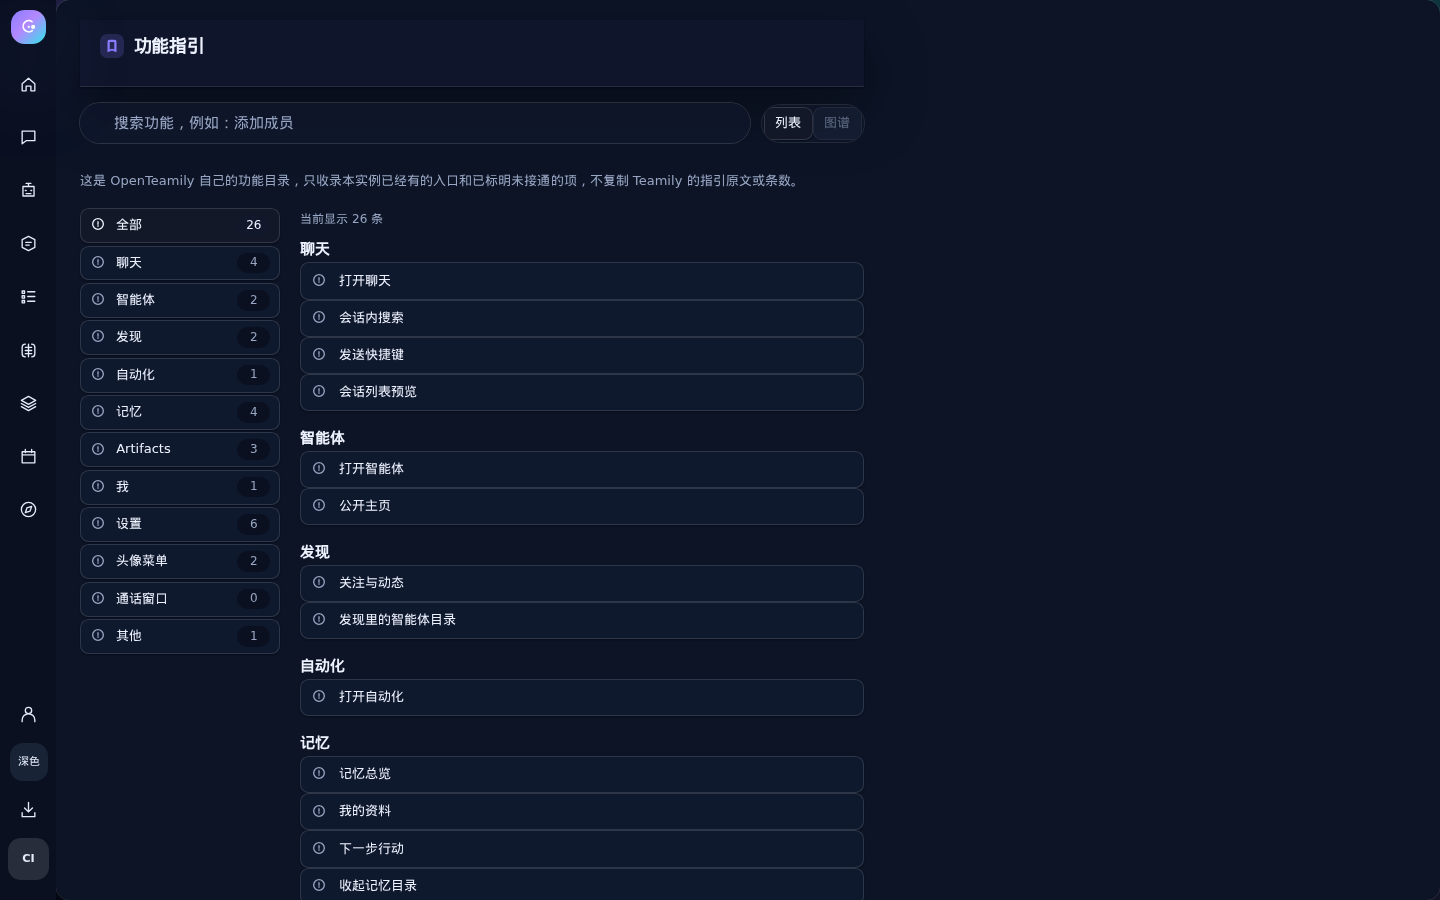 功能指引
搜索功能，例如：添加成员
列表
图谱
这是 OpenTeamily 自己的功能目录，只收录本实例已经有的入口和已标明未接通的项，不复制 Teamily 的指引原文或条数。
全部 26
聊天 4
智能体 2
发现 2
自动化 1
记忆 4
Artifacts 3
我 1
设置 6
头像菜单 2
通话窗口 0
其他 1
当前显示 26 条
聊天
打开聊天
会话内搜索
发送快捷键
会话列表预览
智能体
打开智能体
公开主页
发现
关注与动态
发现里的智能体目录
自动化
打开自动化
记忆
记忆总览
我的资料
下一步行动
收起记忆目录
深色
CI